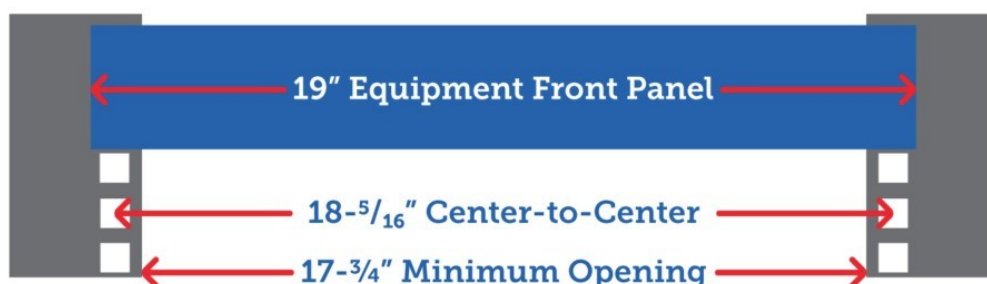 19" Equipment Front Panel
18-5/16" Center-to-Center
17-3/4" Minimum Opening